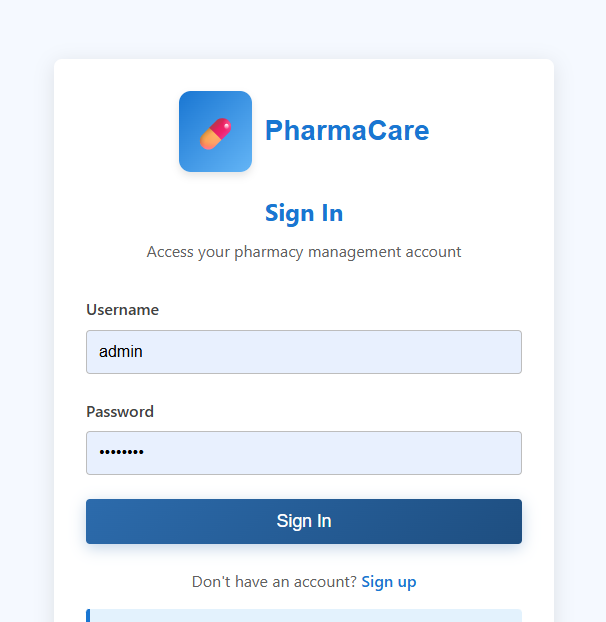 PharmaCare
Sign In
Access your pharmacy management account
Username
admin
Password
••••••••
Sign In
Don't have an account? Sign up